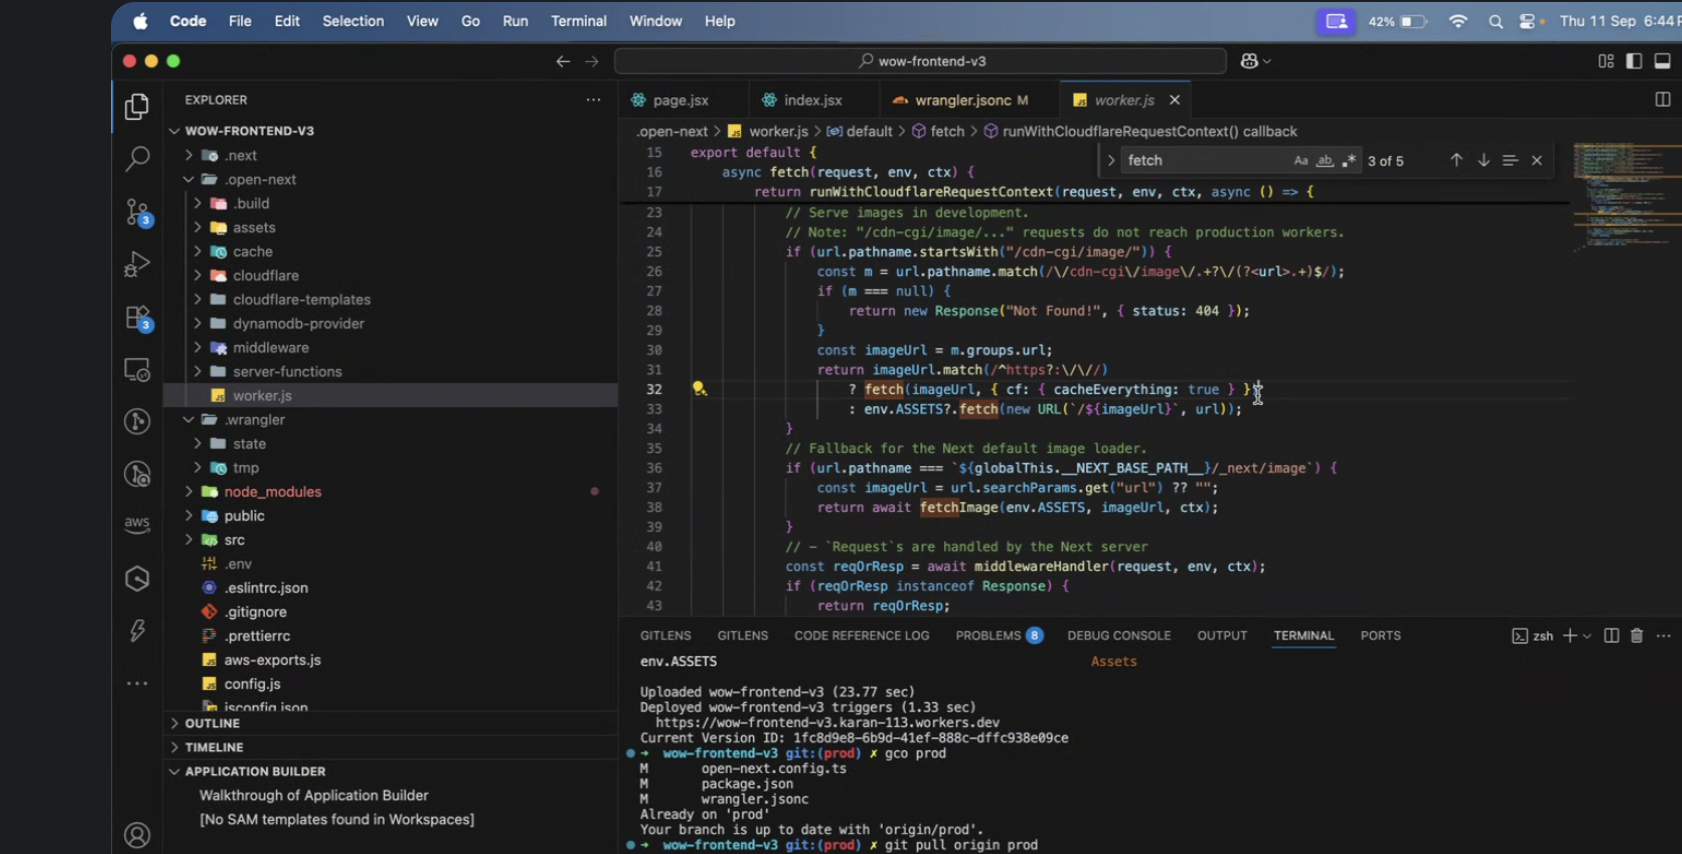 Code File Edit Selection View Go Run Terminal Window Help 42% Thu 11 Sep 6:44P
wow-frontend-v3
EXPLORER
WOW-FRONTEND-V3
.next
.open-next
.build
assets
cache
cloudflare
cloudflare-templates
dynamodb-provider
middleware
server-functions
worker.js
.wrangler
state
tmp
node_modules
public
src
.env
.eslintrc.json
.gitignore
.prettierrc
aws-exports.js
config.js
jsconfig.json
OUTLINE
TIMELINE
APPLICATION BUILDER
Walkthrough of Application Builder
[No SAM templates found in Workspaces]
3
3
aws
page.jsx index.jsx wrangler.jsonc M worker.js
.open-next > worker.js > default > fetch > runWithCloudflareRequestContext() callback
fetch Aa ab 3 of 5
15 export default {
16 async fetch(request, env, ctx) {
17 return runWithCloudflareRequestContext(request, env, ctx, async () => {
23 // Serve images in development.
24 // Note: "/cdn-cgi/image/..." requests do not reach production workers.
25 if (url.pathname.startsWith("/cdn-cgi/image/")) {
26 const m = url.pathname.match(/\/cdn-cgi\/image\/.+?\/(?<url>.+)$/);
27 if (m === null) {
28 return new Response("Not Found!", { status: 404 });
29 }
30 const imageUrl = m.groups.url;
31 return imageUrl.match(/^https?:\/\//)
32 ? fetch(imageUrl, { cf: { cacheEverything: true } }
33 : env.ASSETS?.fetch(new URL(`/${imageUrl}`, url));
34 }
35 // Fallback for the Next default image loader.
36 if (url.pathname === `${globalThis.__NEXT_BASE_PATH__}/_next/image`) {
37 const imageUrl = url.searchParams.get("url") ?? "";
38 return await fetchImage(env.ASSETS, imageUrl, ctx);
39 }
40 // - `Request`s are handled by the Next server
41 const reqOrResp = await middlewareHandler(request, env, ctx);
42 if (reqOrResp instanceof Response) {
43 return reqOrResp;
GITLENS GITLENS CODE REFERENCE LOG PROBLEMS 8 DEBUG CONSOLE OUTPUT TERMINAL PORTS zsh
env.ASSETS Assets
Uploaded wow-frontend-v3 (23.77 sec)
Deployed wow-frontend-v3 triggers (1.33 sec)
https://wow-frontend-v3.karan-113.workers.dev
Current Version ID: 1fc8d9e8-6b9d-41ef-888c-dffc938e09ce
➜ wow-frontend-v3 git:(prod) ✗ gco prod
M open-next.config.ts
M package.json
M wrangler.jsonc
Already on 'prod'
Your branch is up to date with 'origin/prod'.
➜ wow-frontend-v3 git:(prod) ✗ git pull origin prod